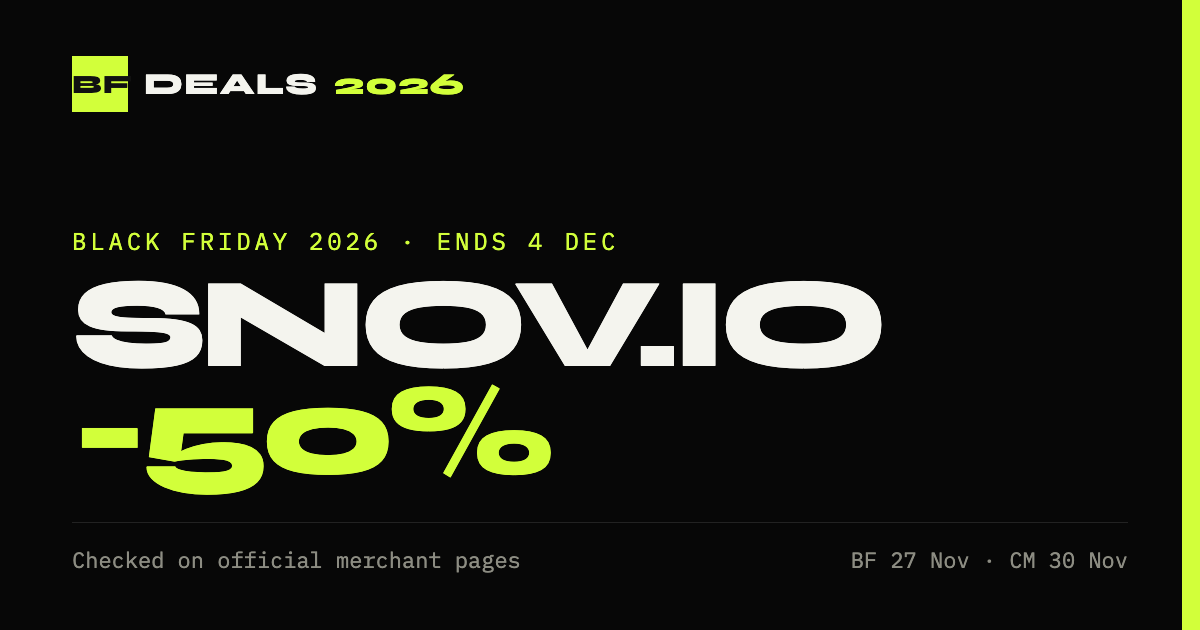 BF DEALS 2026
BLACK FRIDAY 2026 · ENDS 4 DEC
SNOV.IO
-50%
Checked on official merchant pages
BF 27 Nov · CM 30 Nov